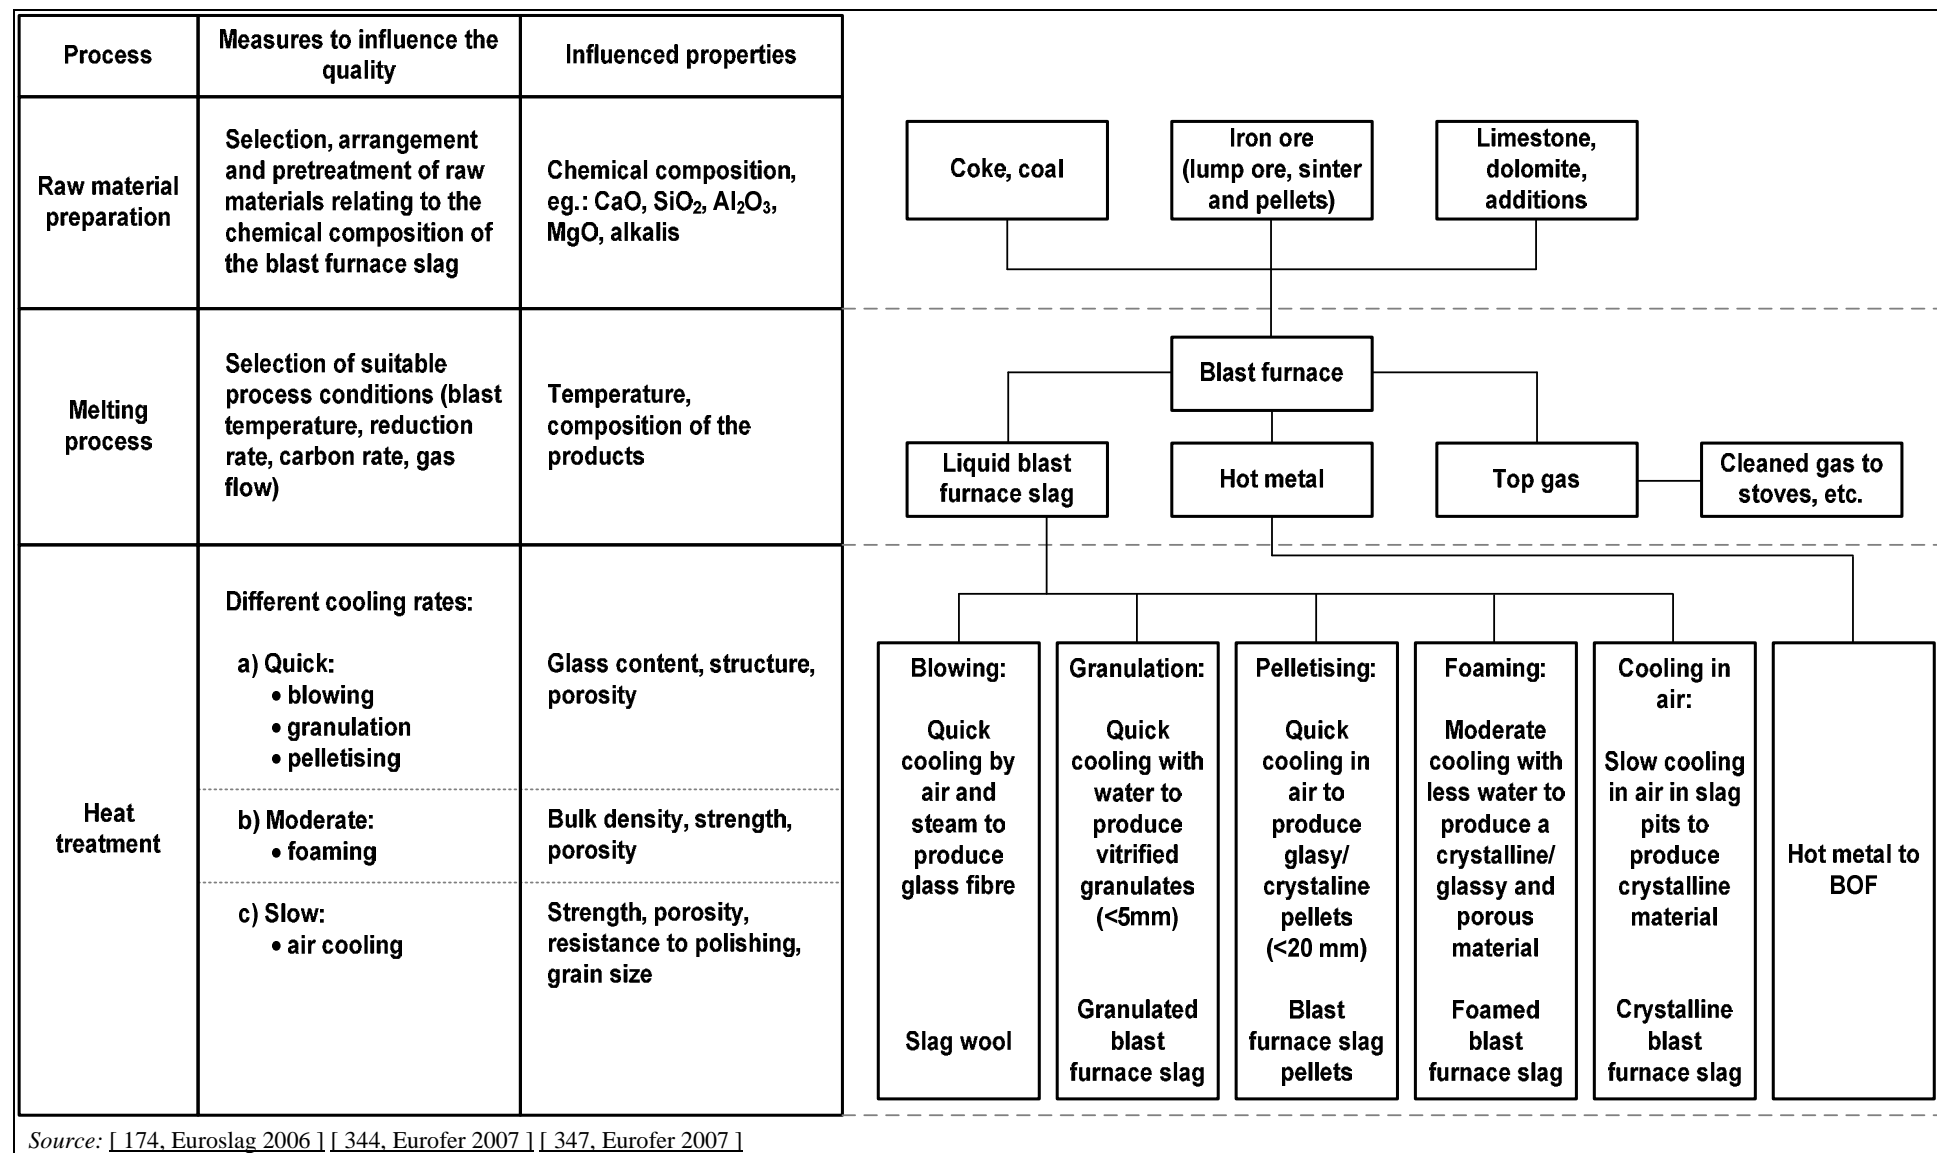 Process
Measures to influence the
quality
Influenced properties
Raw material
preparation
Selection, arrangement
and pretreatment of raw
materials relating to the
chemical composition of
the blast furnace slag
Chemical composition,
eg.: CaO, SiO₂, Al₂O₃,
MgO, alkalis
Coke, coal
Iron ore
(lump ore, sinter
and pellets)
Limestone,
dolomite,
additions
Melting
process
Selection of suitable
process conditions (blast
temperature, reduction
rate, carbon rate, gas
flow)
Temperature,
composition of the
products
Blast furnace
Liquid blast
furnace slag
Hot metal
Top gas
Cleaned gas to
stoves, etc.
Heat
treatment
Different cooling rates:
a) Quick:
• blowing
• granulation
• pelletising
Glass content, structure,
porosity
b) Moderate:
• foaming
Bulk density, strength,
porosity
c) Slow:
• air cooling
Strength, porosity,
resistance to polishing,
grain size
Blowing:
Quick
cooling by
air and
steam to
produce
glass fibre
Slag wool
Granulation:
Quick
cooling with
water to
produce
vitrified
granulates
(<5mm)
Granulated
blast
furnace slag
Pelletising:
Quick
cooling in
air to
produce
glasy/
crystaline
pellets
(<20 mm)
Blast
furnace slag
pellets
Foaming:
Moderate
cooling with
less water to
produce a
crystalline/
glassy and
porous
material
Foamed
blast
furnace slag
Cooling in
air:
Slow cooling
in air in slag
pits to
produce
crystalline
material
Crystalline
blast
furnace slag
Hot metal to
BOF
Source: [ 174, Euroslag 2006 ] [ 344, Eurofer 2007 ] [ 347, Eurofer 2007 ]